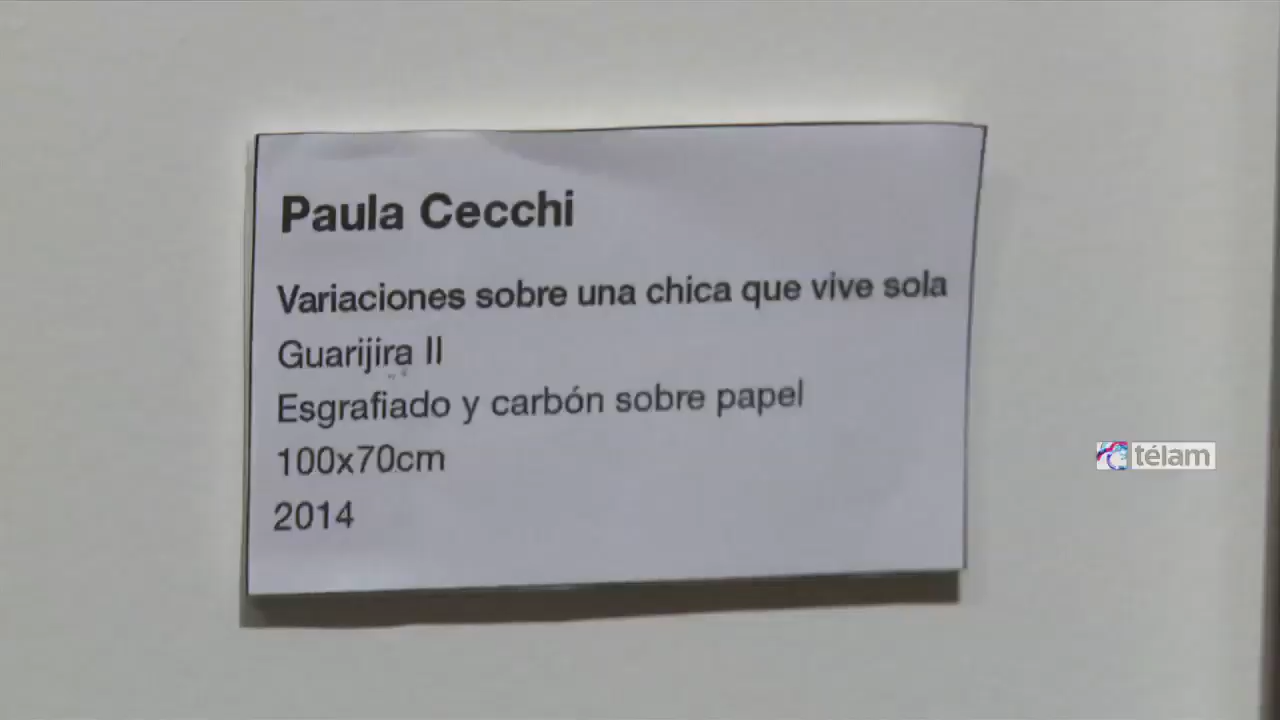 Paula Cecchi
Variaciones sobre una chica que vive sola
Guarijira II
Esgrafiado y carbón sobre papel
100x70cm
2014
télam